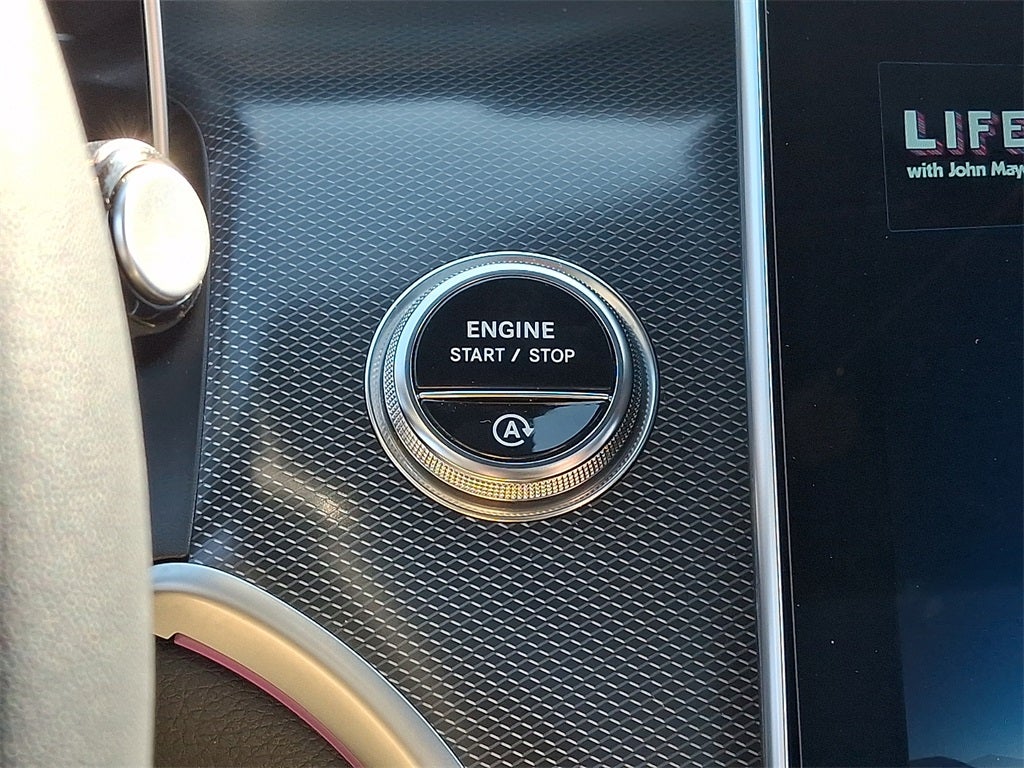 ENGINE
START / STOP
A
LIFE
with John May